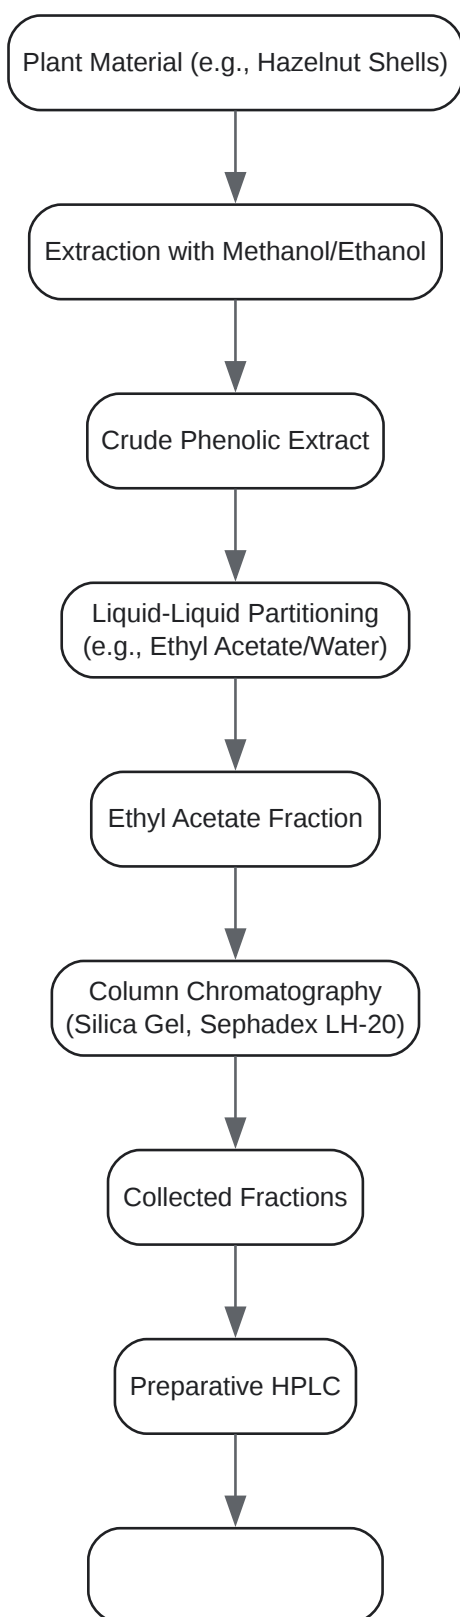 Plant Material (e.g., Hazelnut Shells)
Extraction with Methanol/Ethanol
Crude Phenolic Extract
Liquid-Liquid Partitioning
(e.g., Ethyl Acetate/Water)
Ethyl Acetate Fraction
Column Chromatography
(Silica Gel, Sephadex LH-20)
Collected Fractions
Preparative HPLC